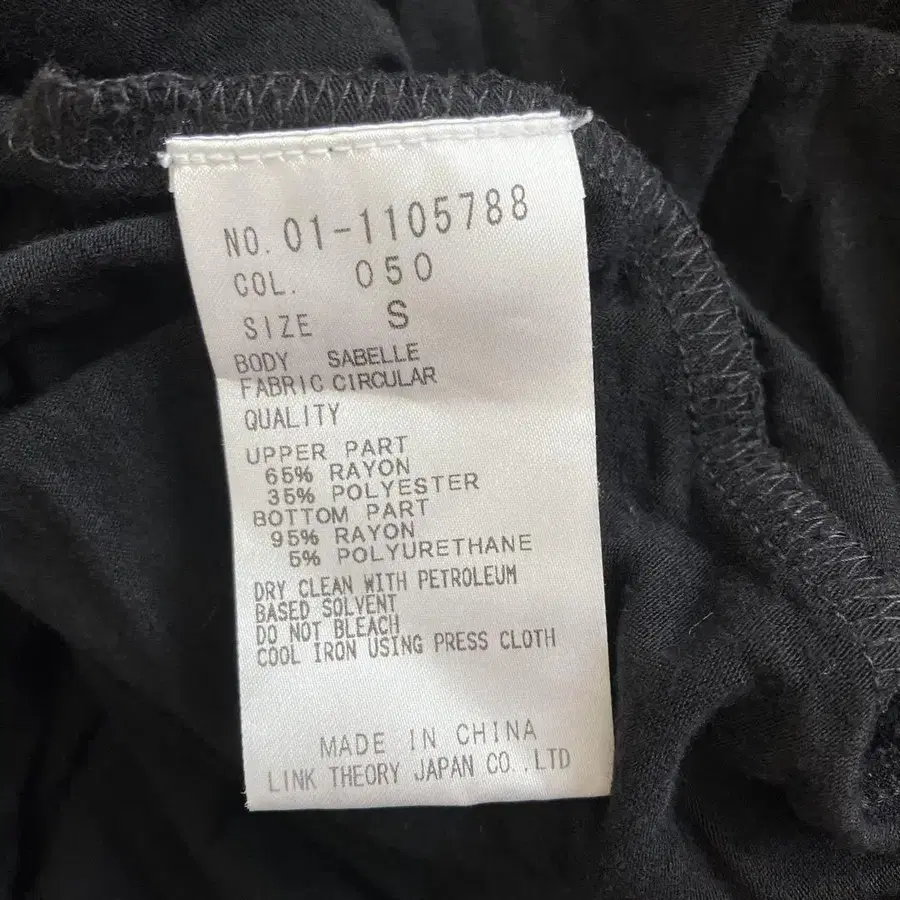 NO. 01-1105788
COL. 050
SIZE S
BODY SABELLE
FABRIC CIRCULAR
QUALITY
UPPER PART
65% RAYON
35% POLYESTER
BOTTOM PART
95% RAYON
5% POLYURETHANE
DRY CLEAN WITH PETROLEUM
BASED SOLVENT
DO NOT BLEACH
COOL IRON USING PRESS CLOTH
MADE IN CHINA
LINK THEORY JAPAN CO.,LTD